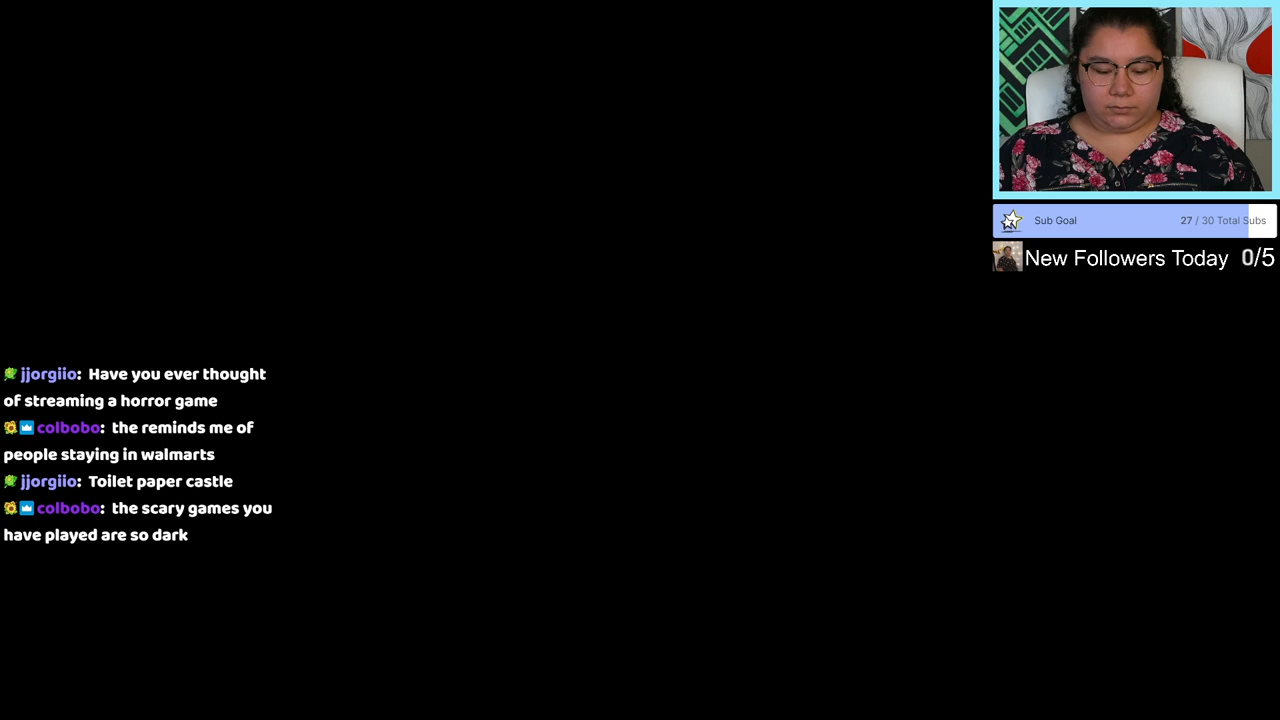 Sub Goal 27 / 30 Total Subs
New Followers Today 0/5
jjorgiio: Have you ever thought
of streaming a horror game
colbobo: the reminds me of
people staying in walmarts
jjorgiio: Toilet paper castle
colbobo: the scary games you
have played are so dark